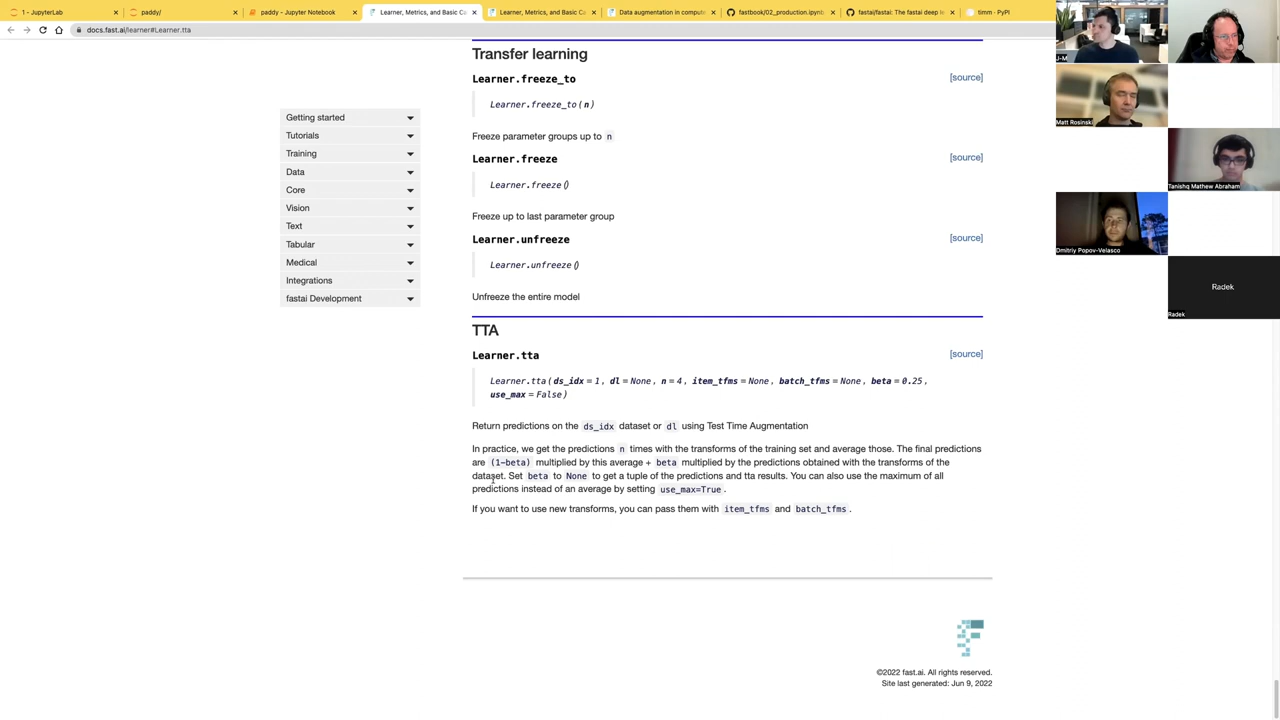 1 - JupyterLab
paddy/
paddy - Jupyter Notebook
Learner, Metrics, and Basic Ca
Learner, Metrics, and Basic Ca
Data augmentation in compute
fastbook/02_production.ipynb
fastai/fastai: The fastai deep le
timm · PyPI
docs.fast.ai/learner#Learner.tta
Getting started
Tutorials
Training
Data
Core
Vision
Text
Tabular
Medical
Integrations
fastai Development
Transfer learning
Learner.freeze_to
[source]
Learner.freeze_to(n)
Freeze parameter groups up to n
Learner.freeze
[source]
Learner.freeze()
Freeze up to last parameter group
Learner.unfreeze
[source]
Learner.unfreeze()
Unfreeze the entire model
TTA
Learner.tta
[source]
Learner.tta(ds_idx=1, dl=None, n=4, item_tfms=None, batch_tfms=None, beta=0.25,
use_max=False)
Return predictions on the ds_idx dataset or dl using Test Time Augmentation
In practice, we get the predictions n times with the transforms of the training set and average those. The final predictions
are (1-beta) multiplied by this average + beta multiplied by the predictions obtained with the transforms of the
dataset. Set beta to None to get a tuple of the predictions and tta results. You can also use the maximum of all
predictions instead of an average by setting use_max=True.
If you want to use new transforms, you can pass them with item_tfms and batch_tfms.
©2022 fast.ai. All rights reserved.
Site last generated: Jun 9, 2022
J-M
Matt Rosinski
Tanishq Mathew Abraham
Dmitriy Popov-Velasco
Radek
Radek